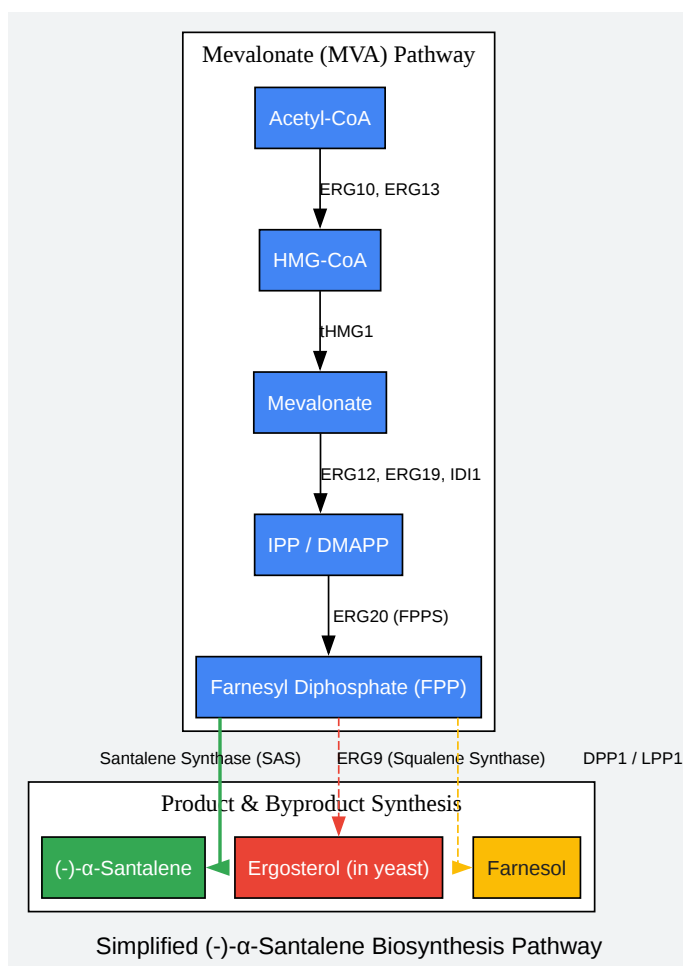 Mevalonate (MVA) Pathway
Acetyl-CoA
ERG10, ERG13
HMG-CoA
tHMG1
Mevalonate
ERG12, ERG19, IDI1
IPP / DMAPP
ERG20 (FPPS)
Farnesyl Diphosphate (FPP)
Santalene Synthase (SAS)
ERG9 (Squalene Synthase)
DPP1 / LPP1
Product & Byproduct Synthesis
(-)-α-Santalene
Ergosterol (in yeast)
Farnesol
Simplified (-)-α-Santalene Biosynthesis Pathway